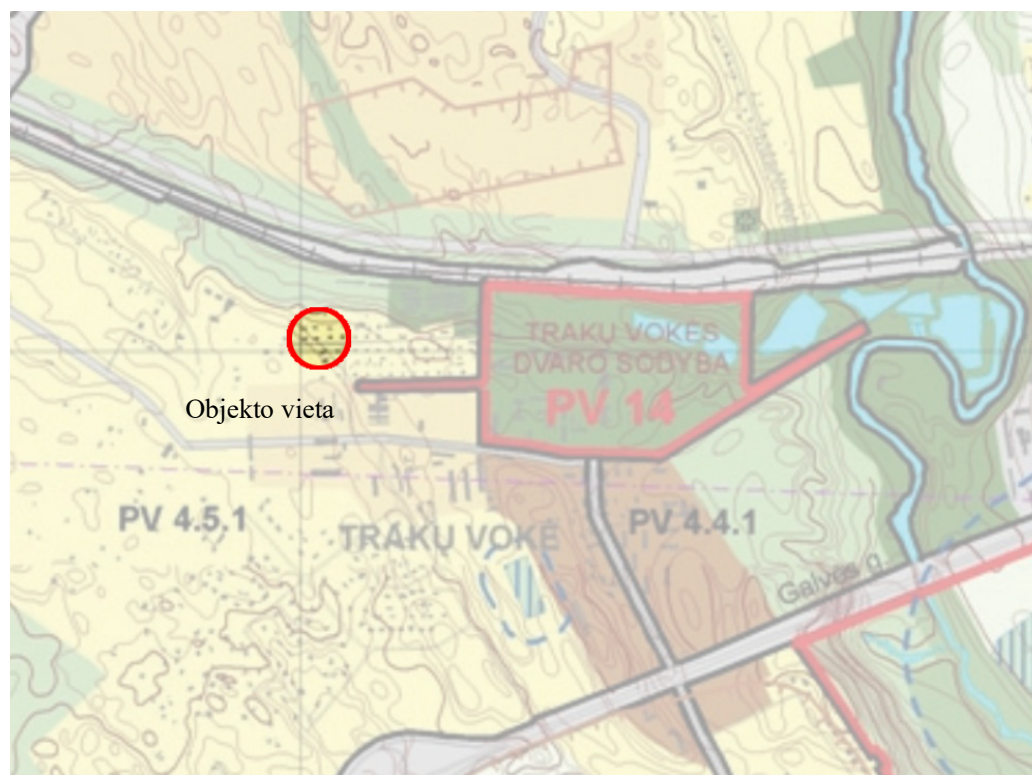 TRAKŲ VOKĖS
DVARO SODYBA
PV 14
Objekto vieta
PV 4.5.1
TRAKŲ VOKĖ
PV 4.4.1
Galvės g.